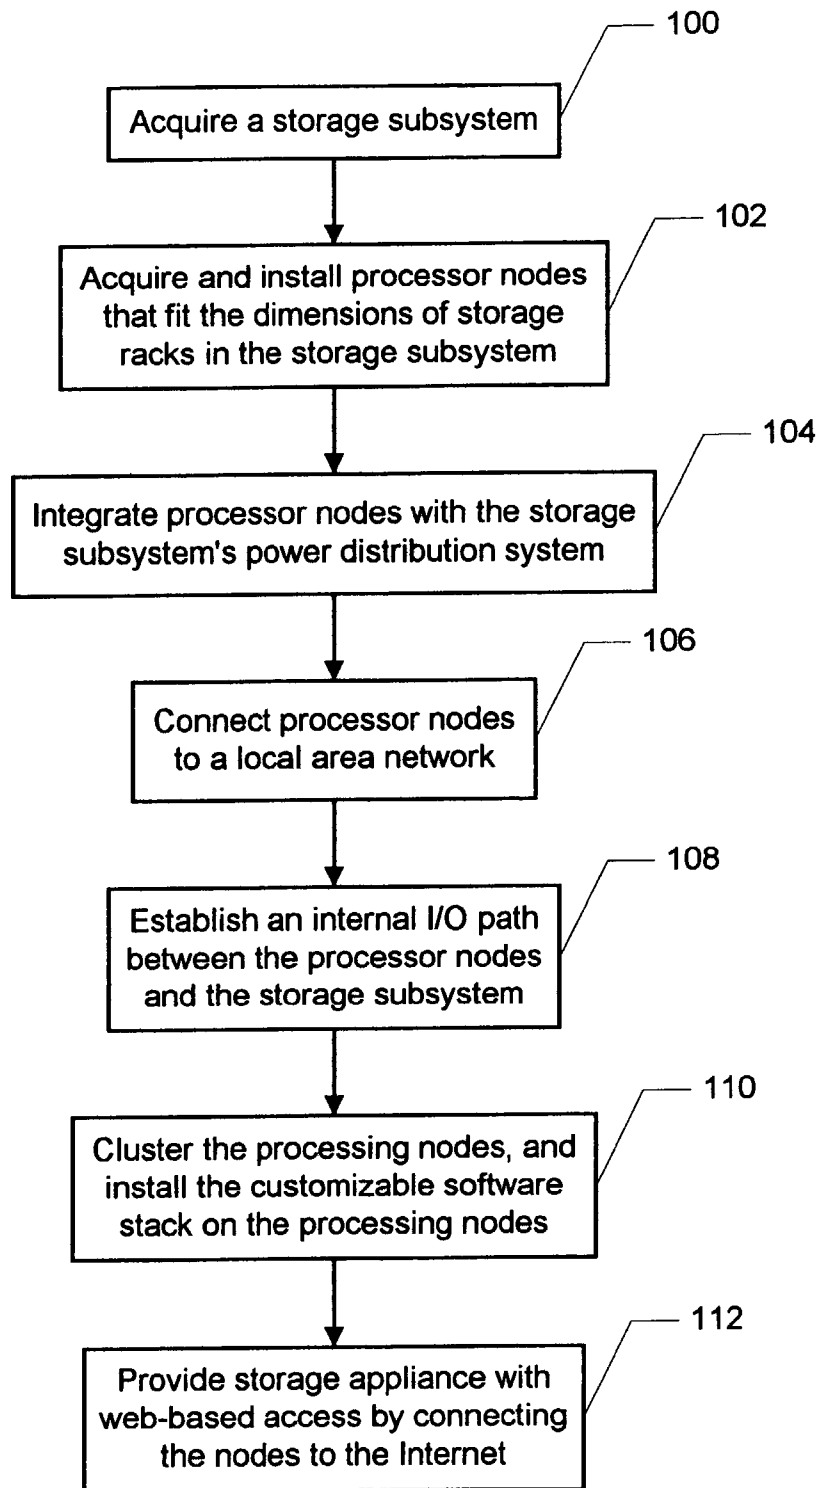 100
Acquire a storage subsystem
102
Acquire and install processor nodes
that fit the dimensions of storage
racks in the storage subsystem
104
Integrate processor nodes with the storage
subsystem's power distribution system
106
Connect processor nodes
to a local area network
108
Establish an internal I/O path
between the processor nodes
and the storage subsystem
110
Cluster the processing nodes, and
install the customizable software
stack on the processing nodes
112
Provide storage appliance with
web-based access by connecting
the nodes to the Internet